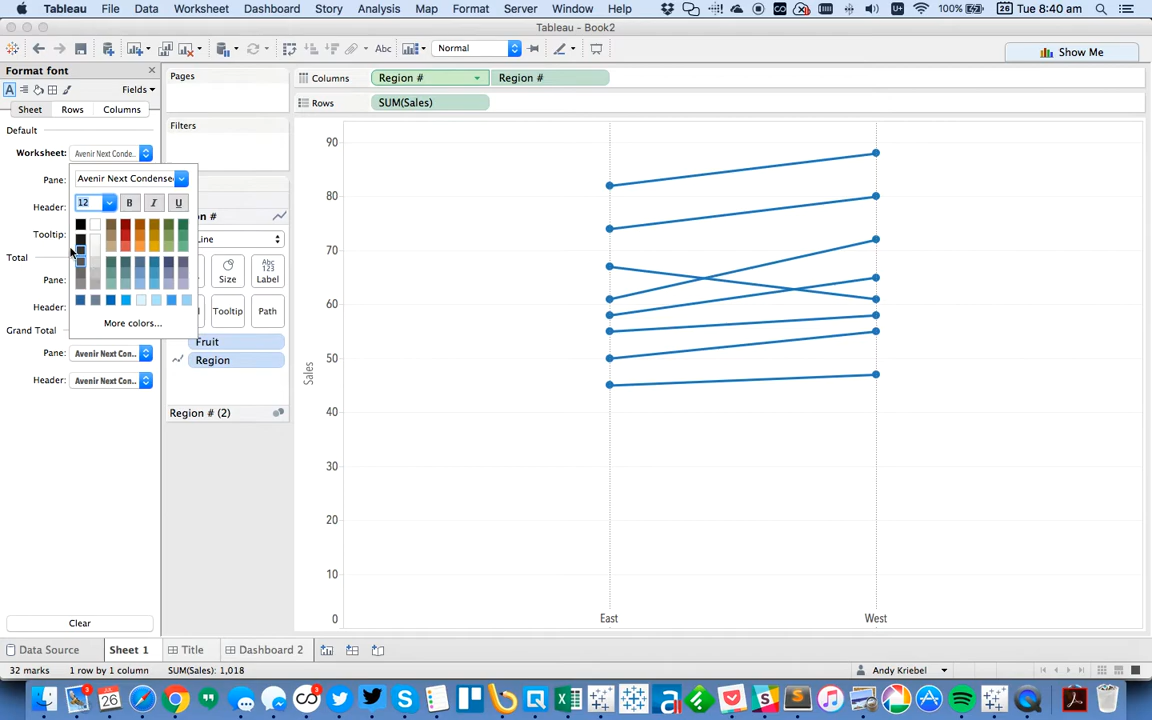 Tableau File Data Worksheet Dashboard Story Analysis Map Format Server Window Help 100% 26 Tue 8:40 am
Tableau - Book2
Abc Normal Show Me
Format font
Fields
Sheet Rows Columns
Default
Worksheet: Avenir Next Conde..
Pane:
Header:
Tooltip:
Total
Pane:
Header:
Grand Total
Pane: Avenir Next Con..
Header: Avenir Next Con..
Clear
Avenir Next Condense
12 B I U
More colors...
Pages
Filters
Line
Size
Abc
123
Label
Tooltip Path
Fruit
Region
Region # (2)
Columns Region # Region #
Rows SUM(Sales)
90
80
70
60
50
40
30
20
10
0
Sales
East West
Data Source Sheet 1 Title Dashboard 2
32 marks 1 row by 1 column SUM(Sales): 1,018 Andy Kriebel